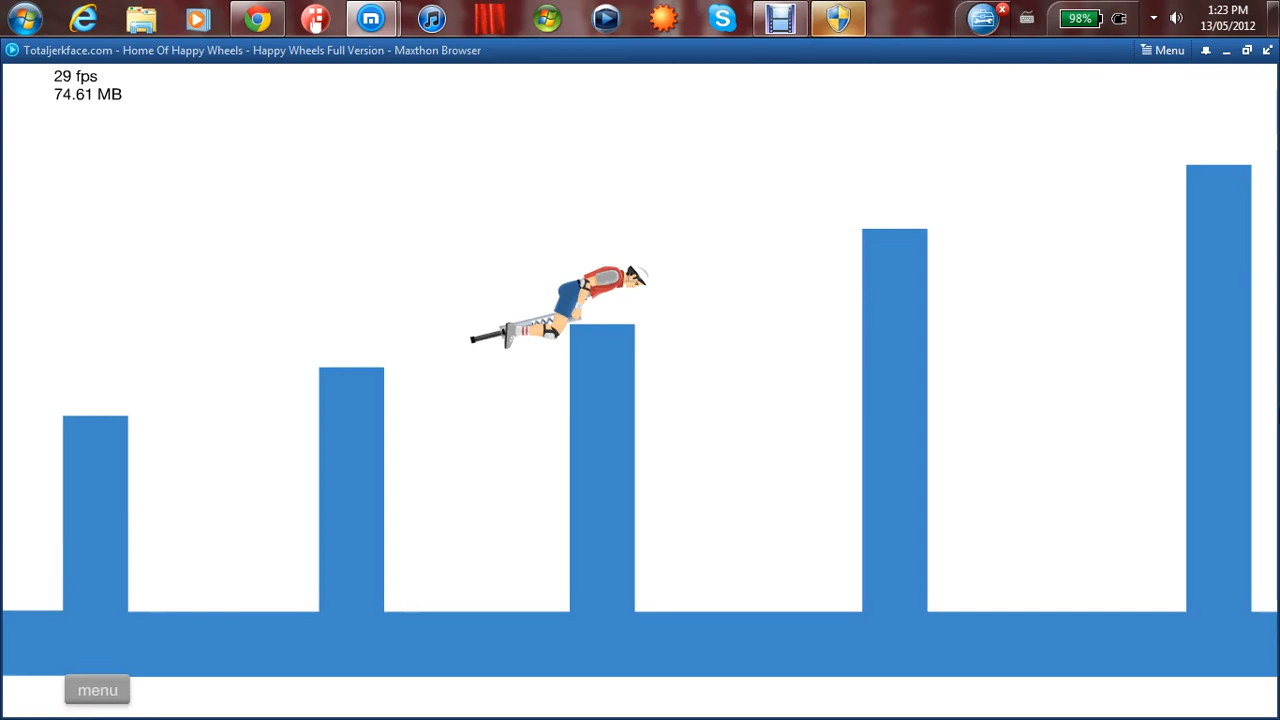 98%
1:23 PM
13/05/2012
Totaljerkface.com - Home Of Happy Wheels - Happy Wheels Full Version - Maxthon Browser
Menu
29 fps
74.61 MB
menu